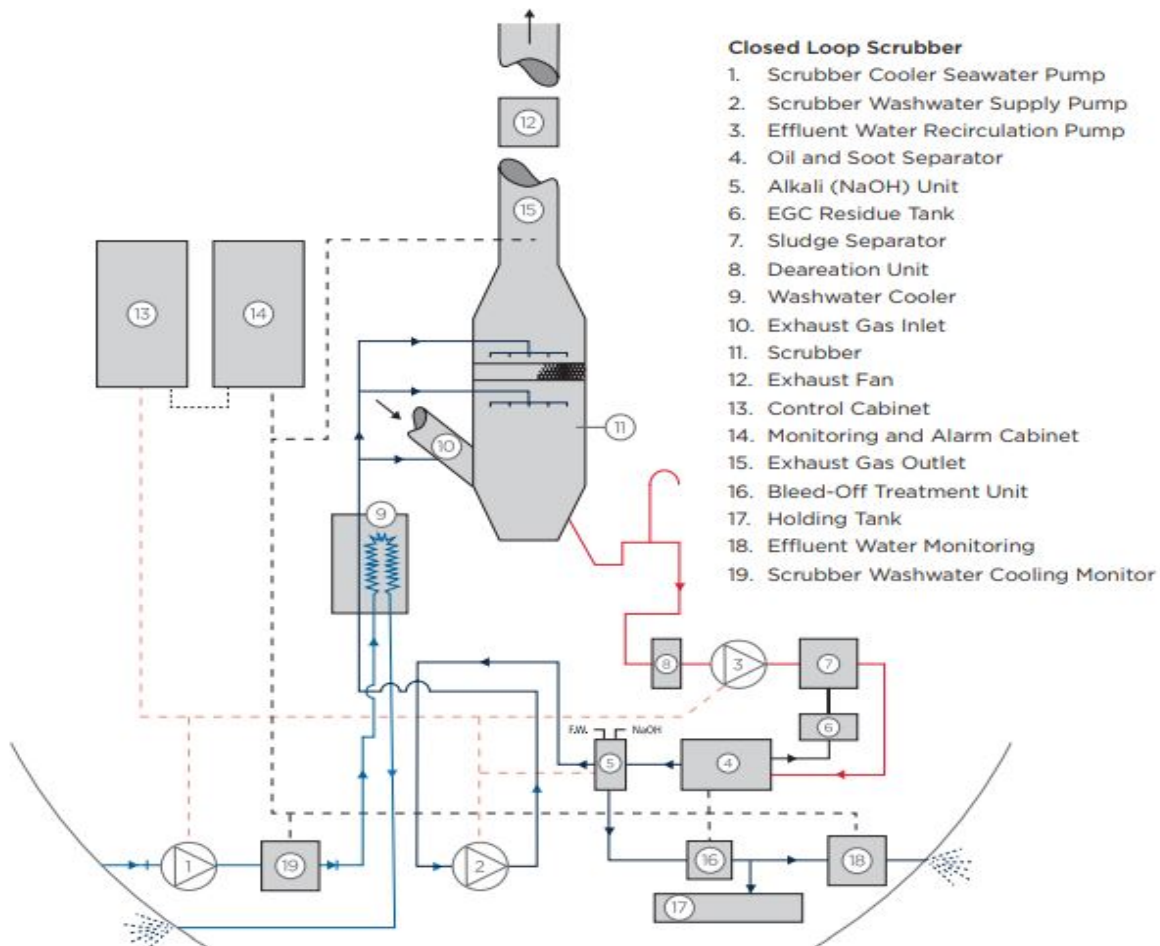 Closed Loop Scrubber
1. Scrubber Cooler Seawater Pump
2. Scrubber Washwater Supply Pump
3. Effluent Water Recirculation Pump
4. Oil and Soot Separator
5. Alkali (NaOH) Unit
6. EGC Residue Tank
7. Sludge Separator
8. Deareation Unit
9. Washwater Cooler
10. Exhaust Gas Inlet
11. Scrubber
12. Exhaust Fan
13. Control Cabinet
14. Monitoring and Alarm Cabinet
15. Exhaust Gas Outlet
16. Bleed-Off Treatment Unit
17. Holding Tank
18. Effluent Water Monitoring
19. Scrubber Washwater Cooling Monitor
12
15
13
14
11
10
9
8
3
7
6
F.W.
NaOH
5
4
1
19
2
16
18
17